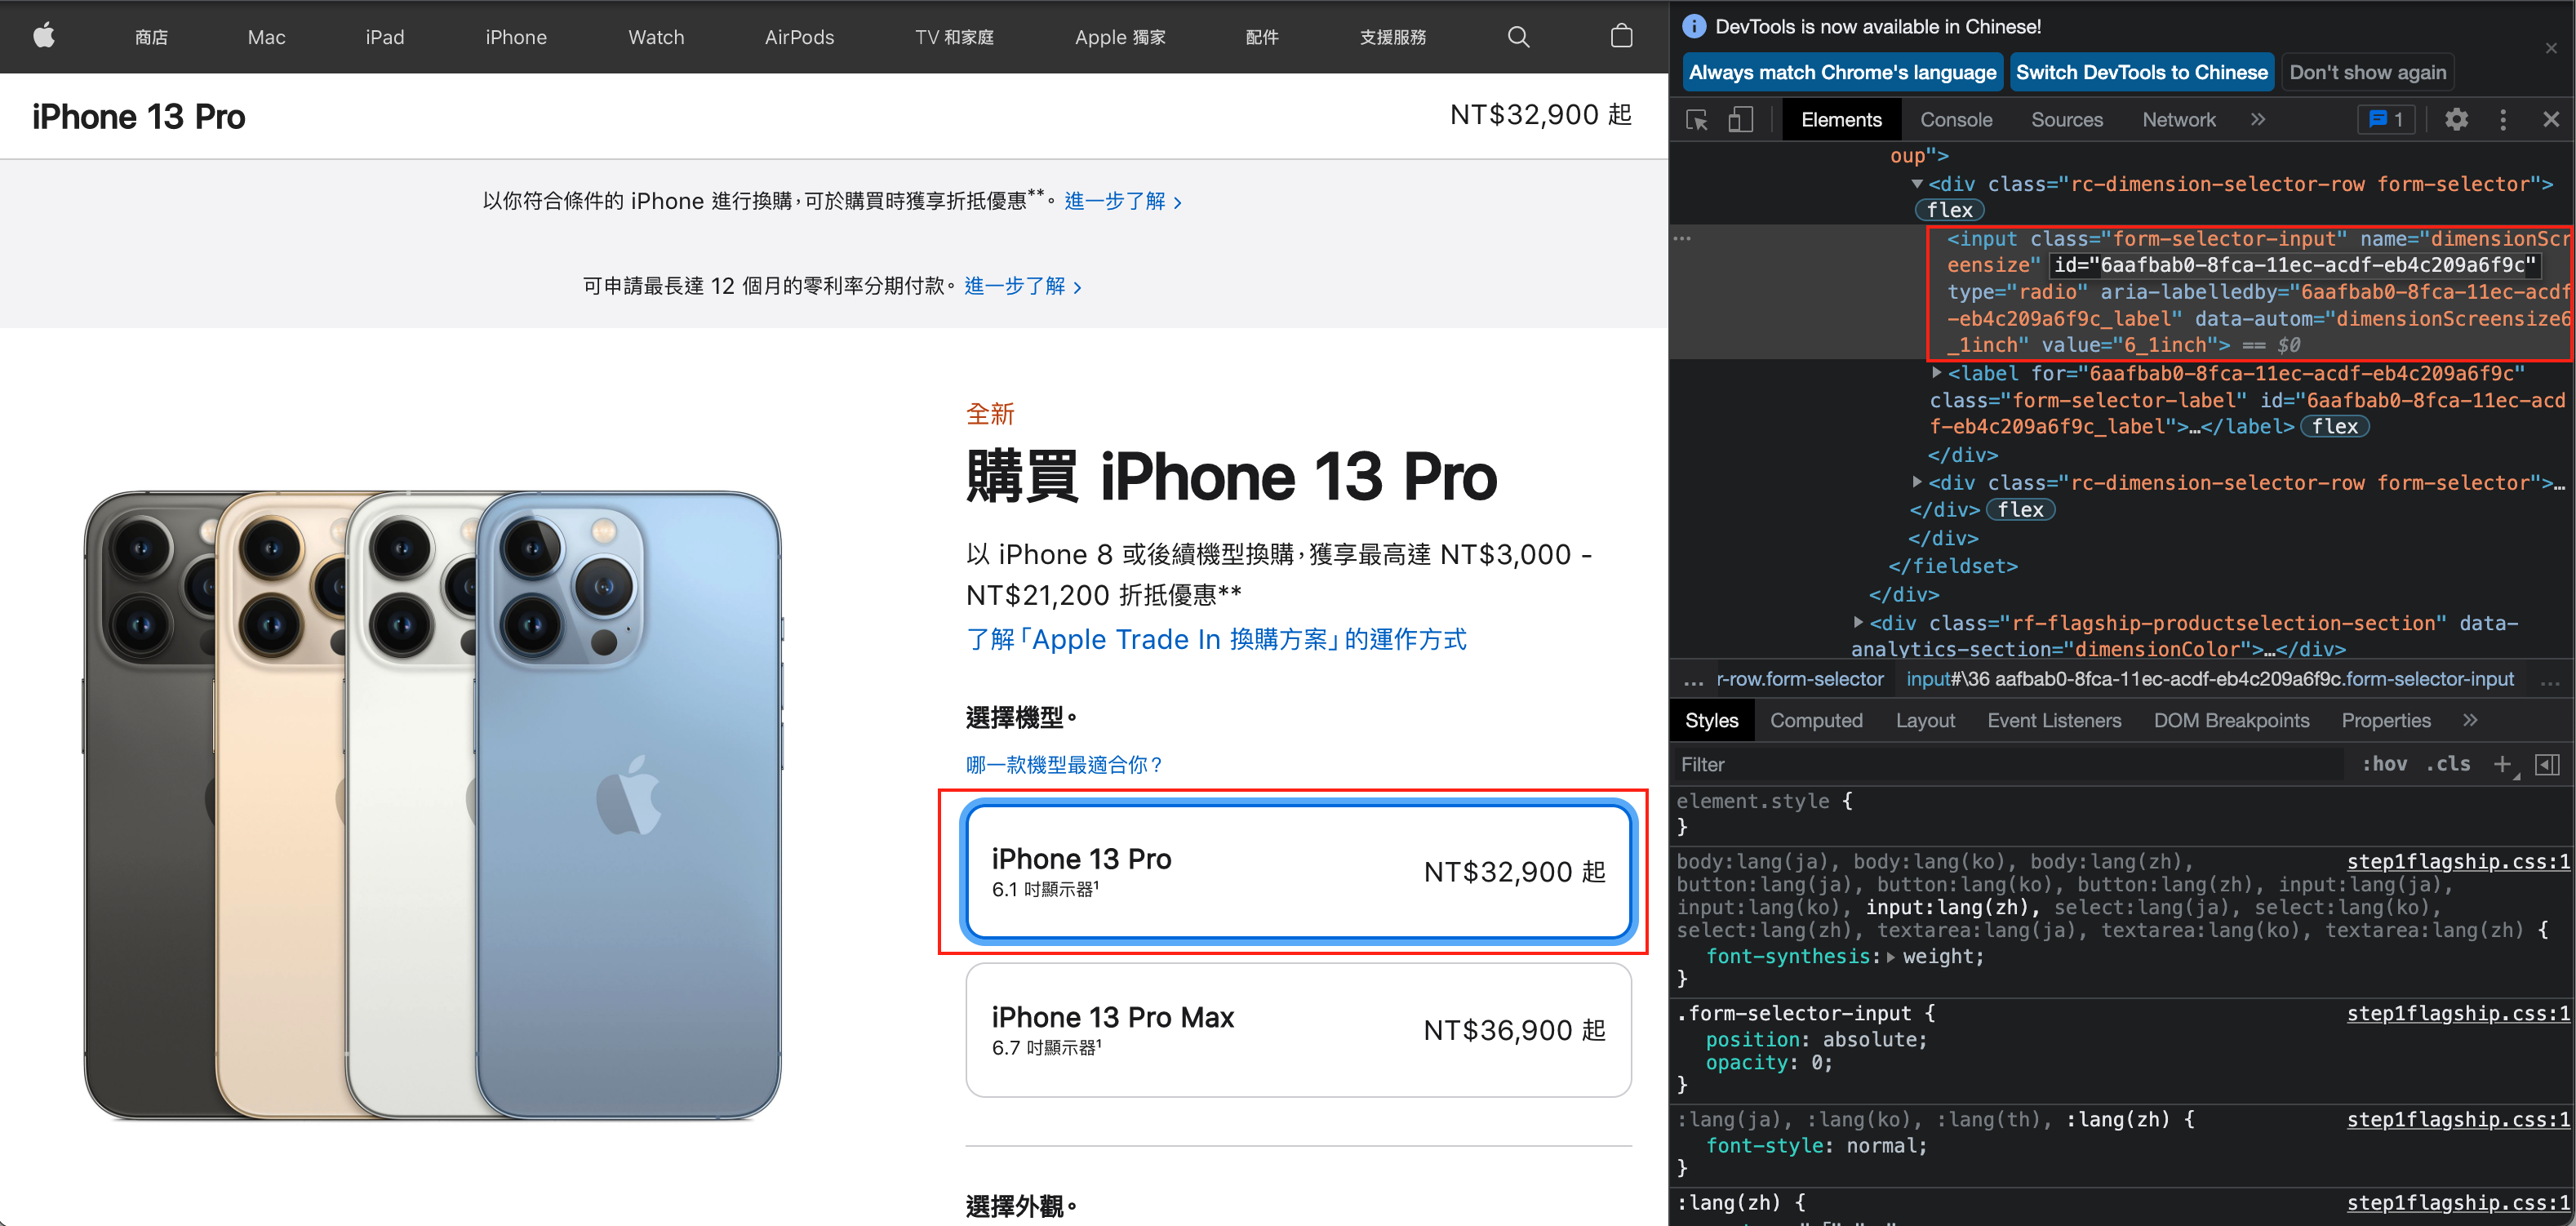 商店 Mac iPad iPhone Watch AirPods TV 和家庭 Apple 獨家 配件 支援服務
iPhone 13 Pro NT$32,900 起
以你符合條件的 iPhone 進行換購，可於購買時獲享折抵優惠**。進一步了解 >
可申請最長達 12 個月的零利率分期付款。進一步了解 >
全新
購買 iPhone 13 Pro
以 iPhone 8 或後續機型換購，獲享最高達 NT$3,000 -
NT$21,200 折抵優惠**
了解「Apple Trade In 換購方案」的運作方式
選擇機型。
哪一款機型最適合你？
iPhone 13 Pro
6.1 吋顯示器1
NT$32,900 起
iPhone 13 Pro Max
6.7 吋顯示器1
NT$36,900 起
選擇外觀。
DevTools is now available in Chinese!
Always match Chrome's language Switch DevTools to Chinese Don't show again
Elements Console Sources Network » 1
oup">
<div class="rc-dimension-selector-row form-selector">
flex
<input class="form-selector-input" name="dimensionScr
eensize" id="6aafbab0-8fca-11ec-acdf-eb4c209a6f9c"
type="radio" aria-labelledby="6aafbab0-8fca-11ec-acdf
-eb4c209a6f9c_label" data-autom="dimensionScreensize6
_1inch" value="6_1inch"> == $0
<label for="6aafbab0-8fca-11ec-acdf-eb4c209a6f9c"
class="form-selector-label" id="6aafbab0-8fca-11ec-acd
f-eb4c209a6f9c_label">…</label> flex
</div>
<div class="rc-dimension-selector-row form-selector">…
</div> flex
</div>
</fieldset>
</div>
<div class="rf-flagship-productselection-section" data-
analytics-section="dimensionColor">…</div>
... r-row.form-selector input#\36 aafbab0-8fca-11ec-acdf-eb4c209a6f9c.form-selector-input ...
Styles Computed Layout Event Listeners DOM Breakpoints Properties »
Filter :hov .cls +
element.style {
}
body:lang(ja), body:lang(ko), body:lang(zh), step1flagship.css:1
button:lang(ja), button:lang(ko), button:lang(zh), input:lang(ja),
input:lang(ko), input:lang(zh), select:lang(ja), select:lang(ko),
select:lang(zh), textarea:lang(ja), textarea:lang(ko), textarea:lang(zh) {
font-synthesis: weight;
}
.form-selector-input { step1flagship.css:1
position: absolute;
opacity: 0;
}
:lang(ja), :lang(ko), :lang(th), :lang(zh) { step1flagship.css:1
font-style: normal;
}
:lang(zh) { step1flagship.css:1